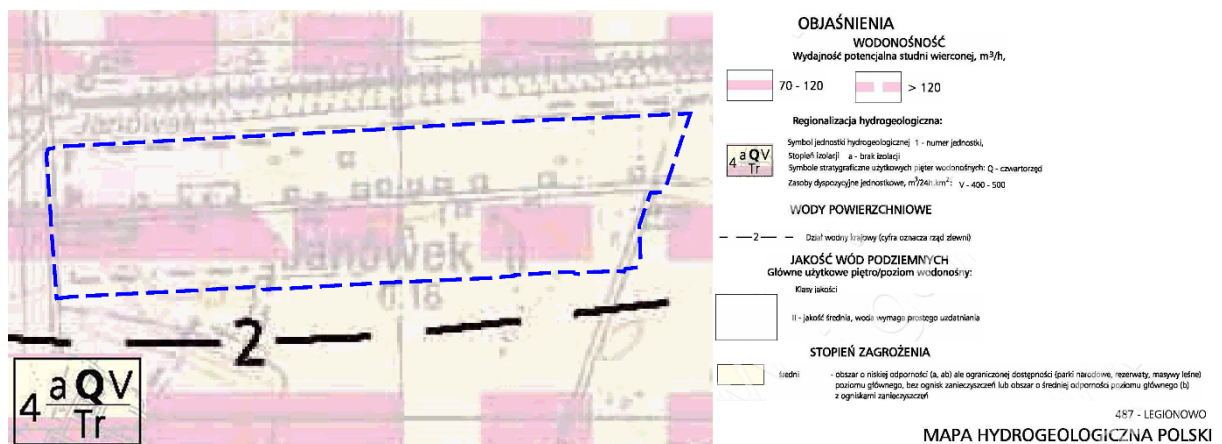 Janówek
0.18
2
4 a Q V
Tr
OBJAŚNIENIA
WODONOŚNOŚĆ
Wydajność potencjalna studni wierconej, m³/h,
70 - 120
> 120
Regionalizacja hydrogeologiczna:
Symbol jednostki hydrogeologicznej 1 - numer jednostki,
Stopień izolacji a - brak izolacji
Symbole stratygraficzne użytkowych pięter wodonośnych: Q - czwartorzęd
Zasoby dyspozycyjne jednostkowe, m³/24h.km²: V - 400 - 500
4 a Q V
Tr
WODY POWIERZCHNIOWE
2
Dział wodny krajowy (cyfra oznacza rząd zlewni)
JAKOŚĆ WÓD PODZIEMNYCH
Główne użytkowe piętro/poziom wodonośny:
Klasy jakości
II - jakość średnia, woda wymaga prostego uzdatniania
STOPIEŃ ZAGROŻENIA
średni - obszar o niskiej odporności (a, ab) ale ograniczonej dostępności (parki narodowe, rezerwaty, masywy leśne)
poziomu głównego, bez ognisk zanieczyszczeń lub obszar o średniej odporności poziomu głównego (b)
z ogniskami zanieczyszczeń
487 - LEGIONOWO
MAPA HYDROGEOLOGICZNA POLSKI